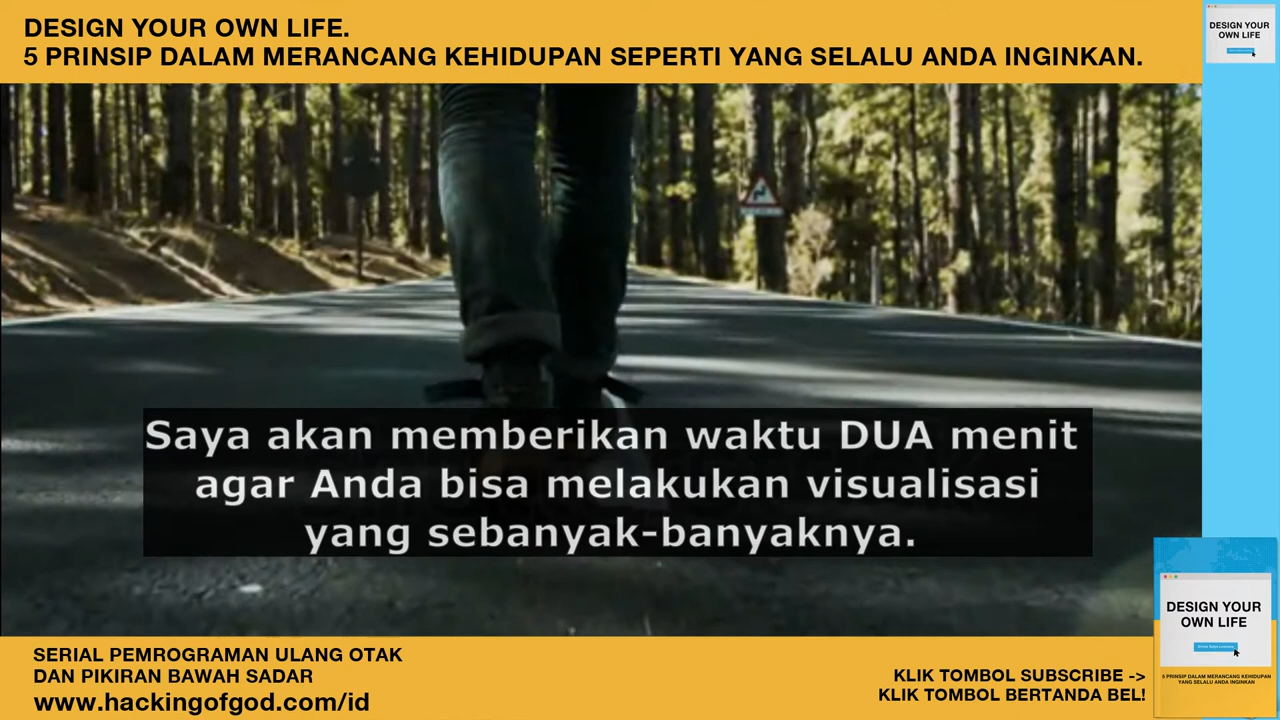 DESIGN YOUR OWN LIFE.
5 PRINSIP DALAM MERANCANG KEHIDUPAN SEPERTI YANG SELALU ANDA INGINKAN.
DESIGN YOUR
OWN LIFE
Saya akan memberikan waktu DUA menit
agar Anda bisa melakukan visualisasi
yang sebanyak-banyaknya.
SERIAL PEMROGRAMAN ULANG OTAK
DAN PIKIRAN BAWAH SADAR
www.hackingofgod.com/id
KLIK TOMBOL SUBSCRIBE ->
KLIK TOMBOL BERTANDA BEL!
DESIGN YOUR
OWN LIFE
5 PRINSIP DALAM MERANCANG KEHIDUPAN
YANG SELALU ANDA INGINKAN